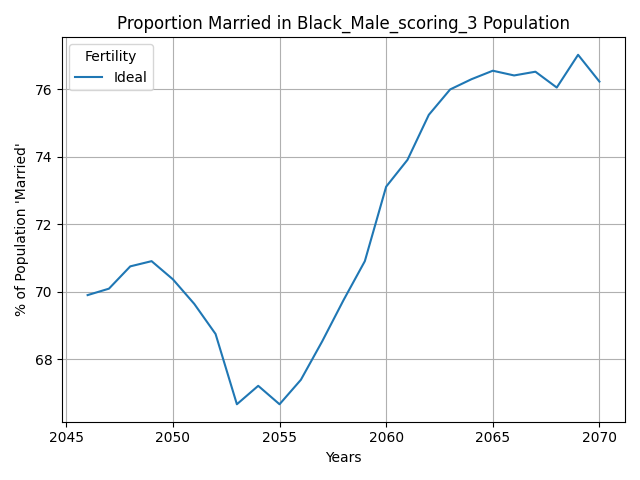 Proportion Married in Black_Male_scoring_3 Population
Fertility
Ideal
% of Population 'Married'
76
74
72
70
68
2045 2050 2055 2060 2065 2070
Years